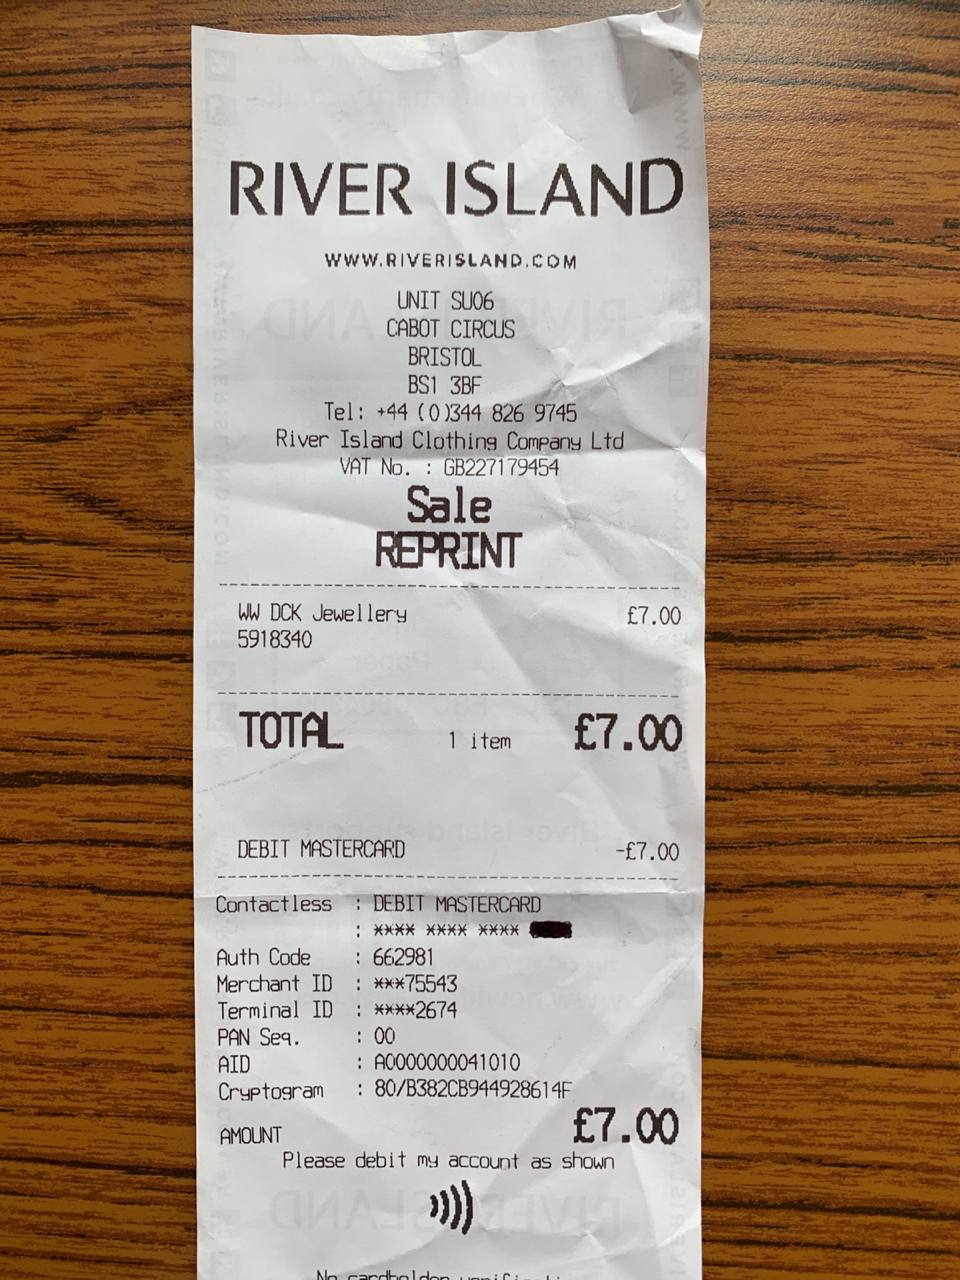 RIVER ISLAND
WWW.RIVERISLAND.COM
UNIT SU06
CABOT CIRCUS
BRISTOL
BS1 3BF
Tel: +44 (0)344 826 9745
River Island Clothing Company Ltd
VAT No. : GB227179454
Sale
REPRINT
WW DCK Jewellery £7.00
5918340
TOTAL 1 item £7.00
DEBIT MASTERCARD -£7.00
Contactless : DEBIT MASTERCARD
: **** **** ****
Auth Code : 662981
Merchant ID : ***75543
Terminal ID : ****2674
PAN Seq. : 00
AID : A0000000041010
Cryptogram : 80/B382CB944928614F
AMOUNT £7.00
Please debit my account as shown
No cardholder